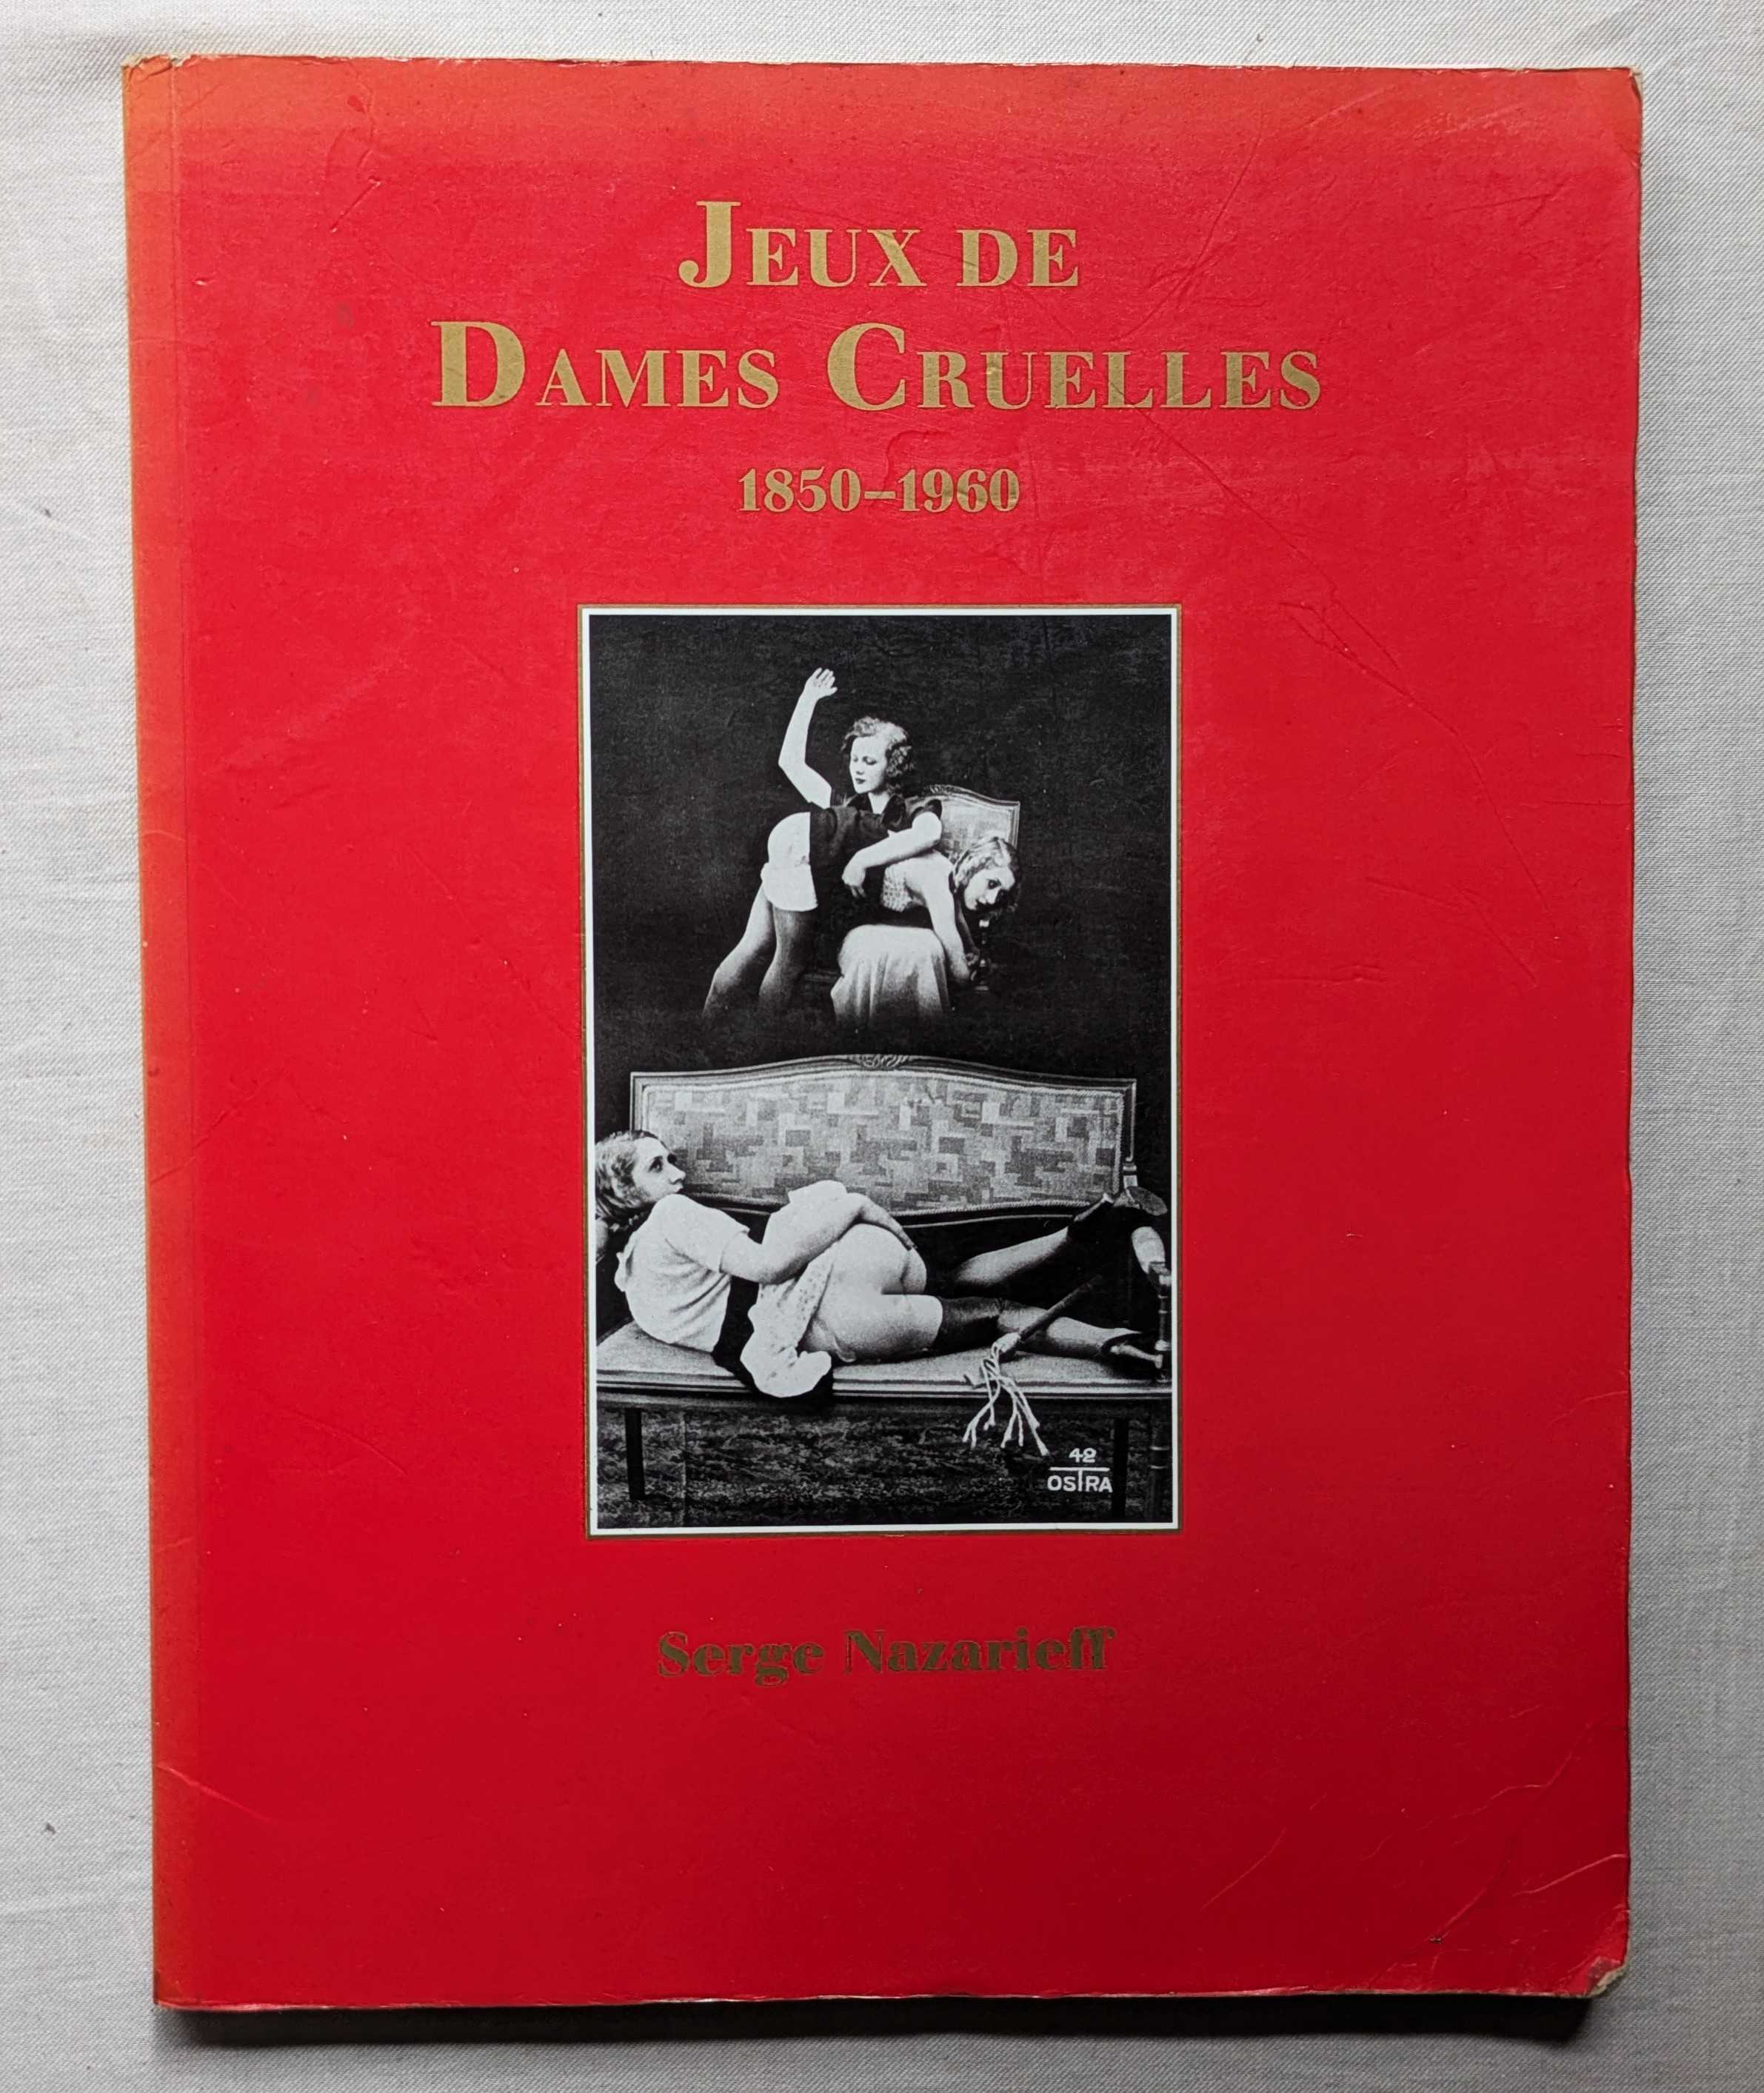 JEUX DE
DAMES CRUELLES
1850–1960
42
OSTRA
Serge Nazarieff